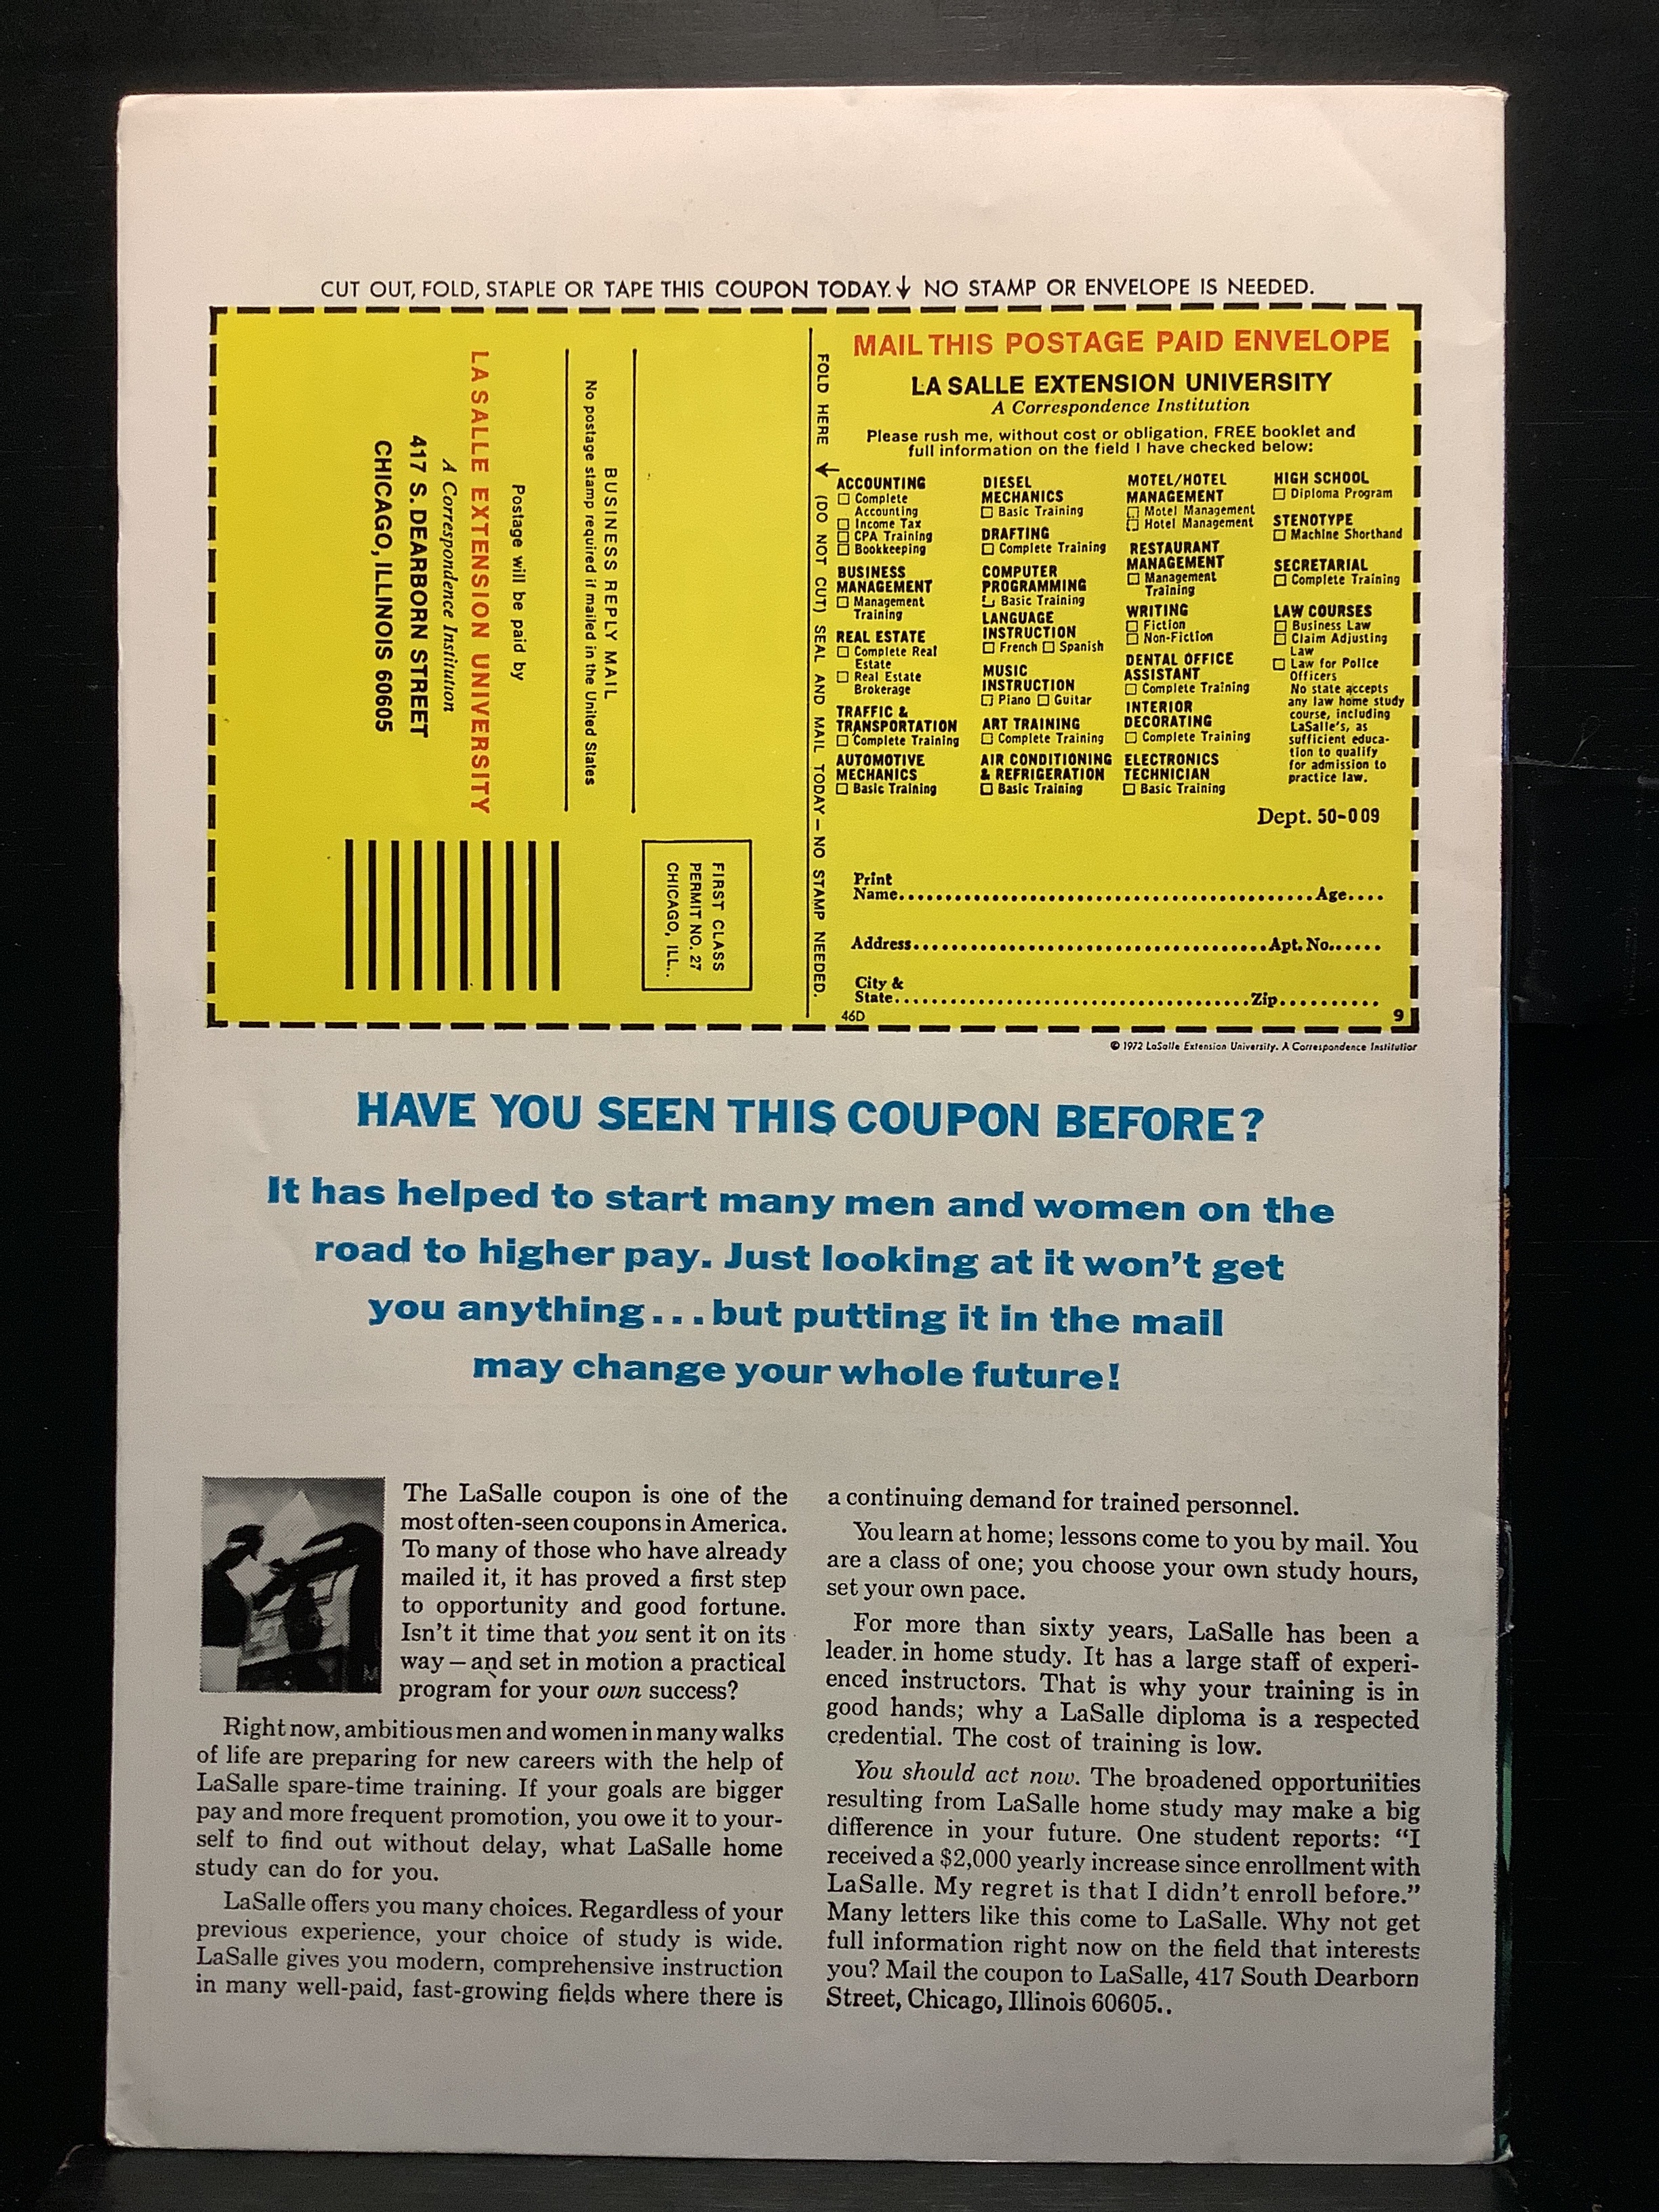 CUT OUT, FOLD, STAPLE OR TAPE THIS COUPON TODAY.↓ NO STAMP OR ENVELOPE IS NEEDED.
LA SALLE EXTENSION UNIVERSITY
A Correspondence Institution
417 S. DEARBORN STREET
CHICAGO, ILLINOIS 60605
Postage will be paid by
No postage stamp required if mailed in the United States
BUSINESS REPLY MAIL
FIRST CLASS
PERMIT NO. 27
CHICAGO, ILL..
FOLD HERE ↓ (DO NOT CUT) SEAL AND MAIL TODAY — NO STAMP NEEDED.
MAIL THIS POSTAGE PAID ENVELOPE
LA SALLE EXTENSION UNIVERSITY
A Correspondence Institution
Please rush me, without cost or obligation, FREE booklet and
full information on the field I have checked below:
ACCOUNTING
☐ Complete
Accounting
☐ Income Tax
☐ CPA Training
☐ Bookkeeping
BUSINESS
MANAGEMENT
☐ Management
Training
REAL ESTATE
☐ Complete Real
Estate
☐ Real Estate
Brokerage
TRAFFIC &
TRANSPORTATION
☐ Complete Training
AUTOMOTIVE
MECHANICS
☐ Basic Training
DIESEL
MECHANICS
☐ Basic Training
DRAFTING
☐ Complete Training
COMPUTER
PROGRAMMING
☐ Basic Training
LANGUAGE
INSTRUCTION
☐ French ☐ Spanish
MUSIC
INSTRUCTION
☐ Piano ☐ Guitar
ART TRAINING
☐ Complete Training
AIR CONDITIONING
& REFRIGERATION
☐ Basic Training
MOTEL/HOTEL
MANAGEMENT
☐ Motel Management
☐ Hotel Management
RESTAURANT
MANAGEMENT
☐ Management
Training
WRITING
☐ Fiction
☐ Non-Fiction
DENTAL OFFICE
ASSISTANT
☐ Complete Training
INTERIOR
DECORATING
☐ Complete Training
ELECTRONICS
TECHNICIAN
☐ Basic Training
HIGH SCHOOL
☐ Diploma Program
STENOTYPE
☐ Machine Shorthand
SECRETARIAL
☐ Complete Training
LAW COURSES
☐ Business Law
☐ Claim Adjusting
Law
☐ Law for Police
Officers
No state accepts
any law home study
course, including
LaSalle's, as
sufficient educa-
tion to qualify
for admission to
practice law.
Dept. 50-009
Print
Name........................................Age....
Address........................................Apt. No......
City &
State........................................Zip..........
46D 9
© 1972 LaSalle Extension University. A Correspondence Institution
HAVE YOU SEEN THIS COUPON BEFORE?
It has helped to start many men and women on the
road to higher pay. Just looking at it won't get
you anything...but putting it in the mail
may change your whole future!
The LaSalle coupon is one of the
most often-seen coupons in America.
To many of those who have already
mailed it, it has proved a first step
to opportunity and good fortune.
Isn't it time that you sent it on its
way — and set in motion a practical
program for your own success?
Right now, ambitious men and women in many walks
of life are preparing for new careers with the help of
LaSalle spare-time training. If your goals are bigger
pay and more frequent promotion, you owe it to your-
self to find out without delay, what LaSalle home
study can do for you.
LaSalle offers you many choices. Regardless of your
previous experience, your choice of study is wide.
LaSalle gives you modern, comprehensive instruction
in many well-paid, fast-growing fields where there is
a continuing demand for trained personnel.
You learn at home; lessons come to you by mail. You
are a class of one; you choose your own study hours,
set your own pace.
For more than sixty years, LaSalle has been a
leader in home study. It has a large staff of experi-
enced instructors. That is why your training is in
good hands; why a LaSalle diploma is a respected
credential. The cost of training is low.
You should act now. The broadened opportunities
resulting from LaSalle home study may make a big
difference in your future. One student reports: "I
received a $2,000 yearly increase since enrollment with
LaSalle. My regret is that I didn't enroll before."
Many letters like this come to LaSalle. Why not get
full information right now on the field that interests
you? Mail the coupon to LaSalle, 417 South Dearborn
Street, Chicago, Illinois 60605..